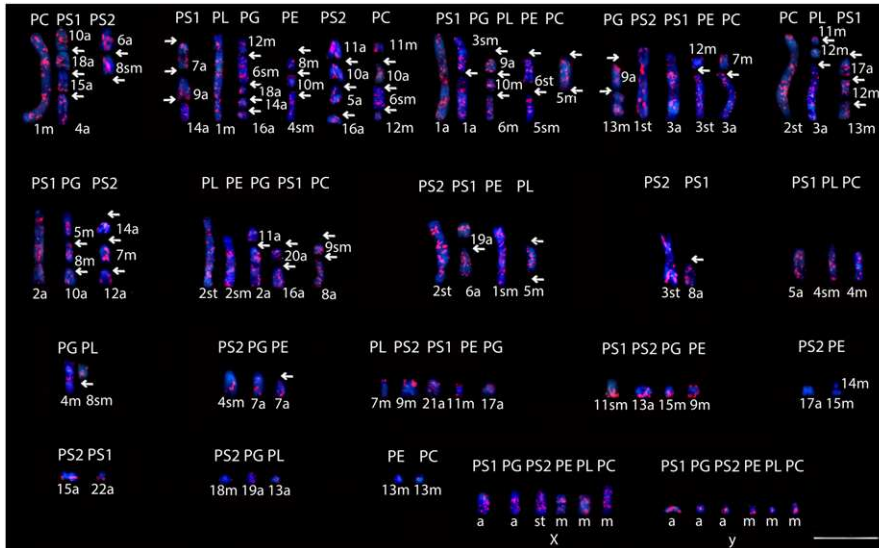 PC PS1 PS2 PS1 PL PG PE PS2 PC PS1 PG PL PE PC PG PS2 PS1 PE PC PC PL PS1
10a 6a 12m 11a 11m 3sm 12m 7m 11m
18a 8sm 7a 6sm 8m 10a 10a 9a 6st 9a 12m 17a
15a 9a 18a 10m 5a 6sm 10m 5m 12m
14a
1m 4a 14a 1m 16a 4sm 16a 12m 1a 1a 6m 5sm 13m 1st 3a 3st 3a 2st 3a 13m
PS1 PG PS2 PL PE PG PS1 PC PS2 PS1 PE PL PS2 PS1 PS1 PL PC
5m 14a 11a 9sm 19a
8m 7m 20a
2a 10a 12a 2st 2sm 2a 16a 8a 2st 6a 1sm 5m 3st 8a 5a 4sm 4m
PG PL PS2 PG PE PL PS2 PS1 PE PG PS1 PS2 PG PE PS2 PE
14m
4m 8sm 4sm 7a 7a 7m 9m 21a 11m 17a 11sm 13a 15m 9m 17a 15m
PS2 PS1 PS2 PG PL PE PC PS1 PG PS2 PE PL PC PS1 PG PS2 PE PL PC
15a 22a 18m 19a 13a 13m 13m
a a st m m m a a a m m m
X y